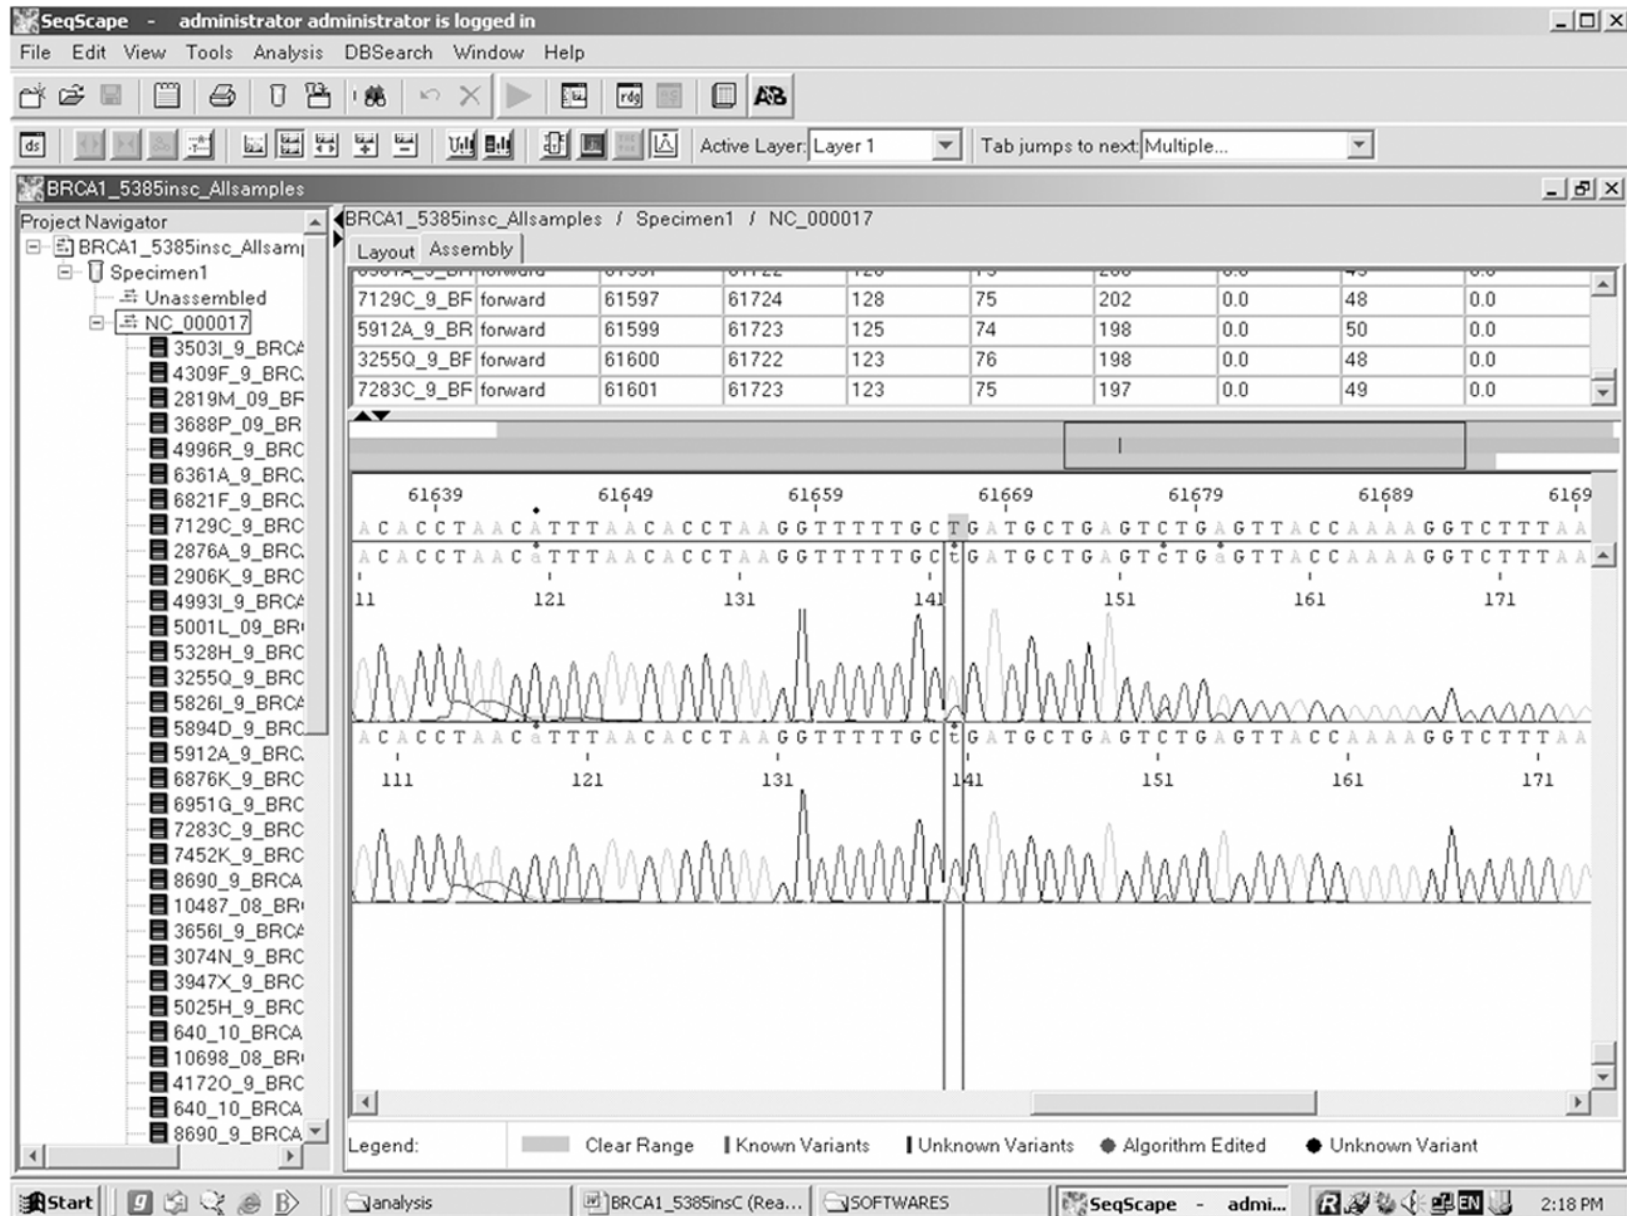 SeqScape - administrator administrator is logged in
File Edit View Tools Analysis DBSearch Window Help
rdg
AB
ds
Active Layer: Layer 1 Tab jumps to next: Multiple...
BRCA1_5385insc_Allsamples
Project Navigator
BRCA1_5385insc_Allsam
Specimen1
Unassembled
NC_000017
3503I_9_BRCA
4309F_9_BRC
2819M_09_BR
3688P_09_BR
4996R_9_BRC
6361A_9_BRC
6821F_9_BRC
7129C_9_BRC
2876A_9_BRC
2906K_9_BRC
4993I_9_BRCA
5001L_09_BR
5328H_9_BRC
3255Q_9_BRC
5826I_9_BRCA
5894D_9_BRC
5912A_9_BRC
6876K_9_BRC
6951G_9_BRC
7283C_9_BRC
7452K_9_BRC
8690_9_BRCA
10487_08_BR
3656I_9_BRCA
3074N_9_BRC
3947X_9_BRC
5025H_9_BRC
640_10_BRCA
10698_08_BR
4172O_9_BRC
640_10_BRCA
8690_9_BRCA
BRCA1_5385insc_Allsamples / Specimen1 / NC_000017
Layout Assembly
7129C_9_BF forward 61597 61724 128 75 202 0.0 48 0.0
5912A_9_BR forward 61599 61723 125 74 198 0.0 50 0.0
3255Q_9_BF forward 61600 61722 123 76 198 0.0 48 0.0
7283C_9_BF forward 61601 61723 123 75 197 0.0 49 0.0
61639 61649 61659 61669 61679 61689 6169
ACACCTAACATTTAACACCTAAGGTTTTTGCTGATGCTGAGTCTGAGTTACCAAAAGGTCTTTAA
ACACCTAACaTTTAACACCTAAGGTTTTTGCtGATGCTGAGTcTGaGTTACCAAAAGGTCTTTAA
11 121 131 141 151 161 171
ACACCTAACaTTTAACACCTAAGGTTTTTGCtGATGCTGAGTCTGAGTTACCAAAAGGTCTTTAA
111 121 131 141 151 161 171
Legend: Clear Range Known Variants Unknown Variants Algorithm Edited Unknown Variant
Start analysis BRCA1_5385insC (Rea... SOFTWARES SeqScape - admi... EN 2:18 PM